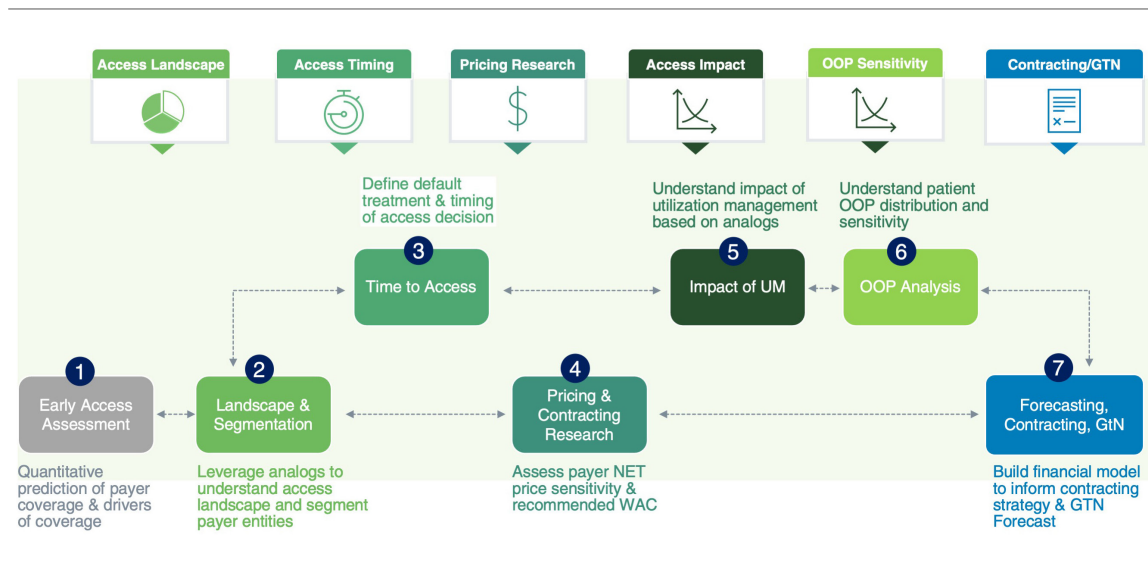 Access Landscape
Access Timing
Pricing Research
Access Impact
OOP Sensitivity
Contracting/GTN
Define default
treatment & timing
of access decision
Understand impact of
utilization management
based on analogs
Understand patient
OOP distribution and
sensitivity
3
Time to Access
5
Impact of UM
6
OOP Analysis
1
Early Access
Assessment
2
Landscape &
Segmentation
4
Pricing &
Contracting
Research
7
Forecasting,
Contracting, GtN
Quantitative
prediction of payer
coverage & drivers
of coverage
Leverage analogs to
understand access
landscape and segment
payer entities
Assess payer NET
price sensitivity &
recommended WAC
Build financial model
to inform contracting
strategy & GTN
Forecast